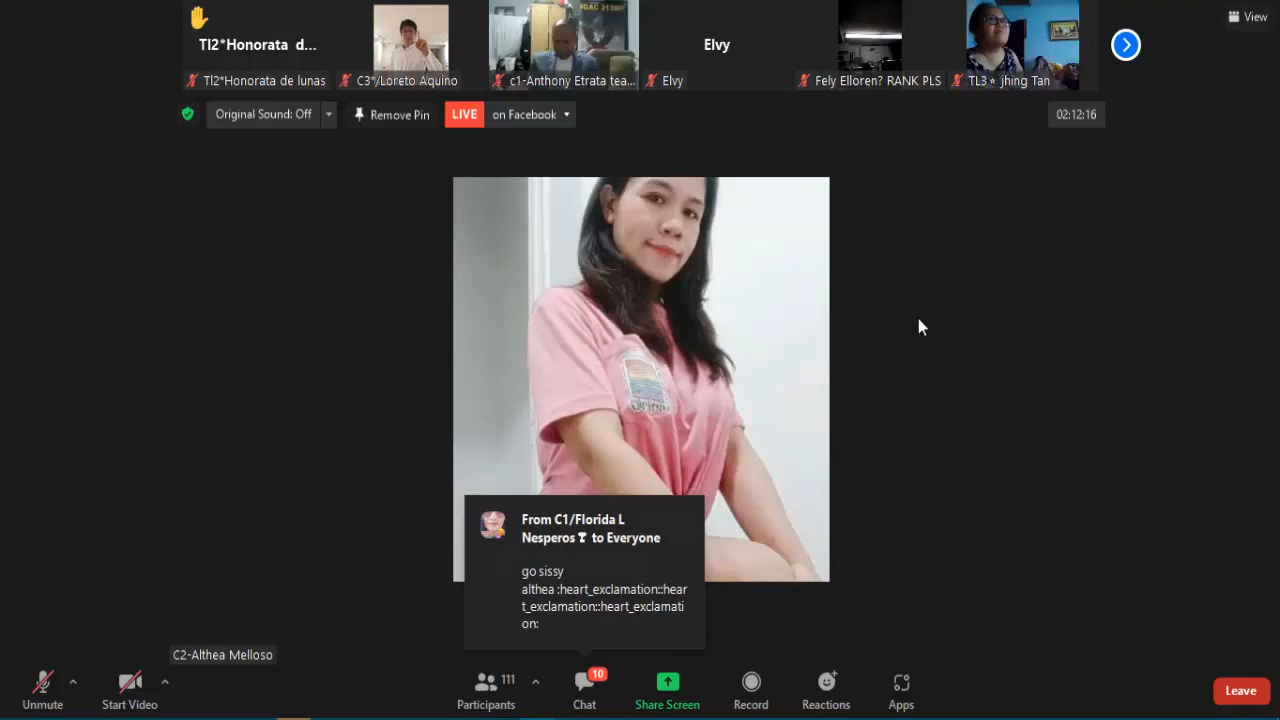 View
TI2*Honorata d...
Elvy
TI2*Honorata de lunas
C3*/Loreto Aquino
c1-Anthony Etrata tea...
Elvy
Fely Elloren? RANK PLS
TL3⭐ jhing Tan
Original Sound: Off
Remove Pin
LIVE on Facebook
02:12:16
From C1/Florida L
Nesperos❣ to Everyone
go sissy
althea :heart_exclamation::hear
t_exclamation::heart_exclamati
on:
C2-Althea Melloso
111
10
Unmute
Start Video
Participants
Chat
Share Screen
Record
Reactions
Apps
Leave